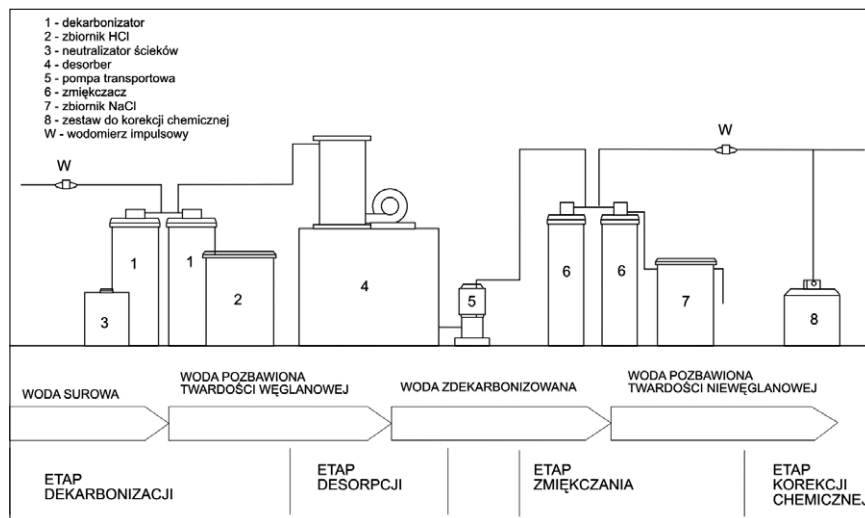 1 - dekarbonizator
2 - zbiornik HCl
3 - neutralizator ścieków
4 - desorber
5 - pompa transportowa
6 - zmiękczacz
7 - zbiornik NaCl
8 - zestaw do korekcji chemicznej
W - wodomierz impulsowy
W
W
1
1
2
3
4
5
6
6
7
8
WODA SUROWA
WODA POZBAWIONA
TWARDOŚCI WĘGLANOWEJ
WODA ZDEKARBONIZOWANA
WODA POZBAWIONA
TWARDOŚCI NIEWĘGLANOWEJ
ETAP
DEKARBONIZACJI
ETAP
DESORPCJI
ETAP
ZMIĘKCZANIA
ETAP
KOREKCJI
CHEMICZNEJ